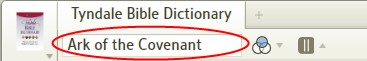 Tyndale Bible Dictionary
Ark of the Covenant